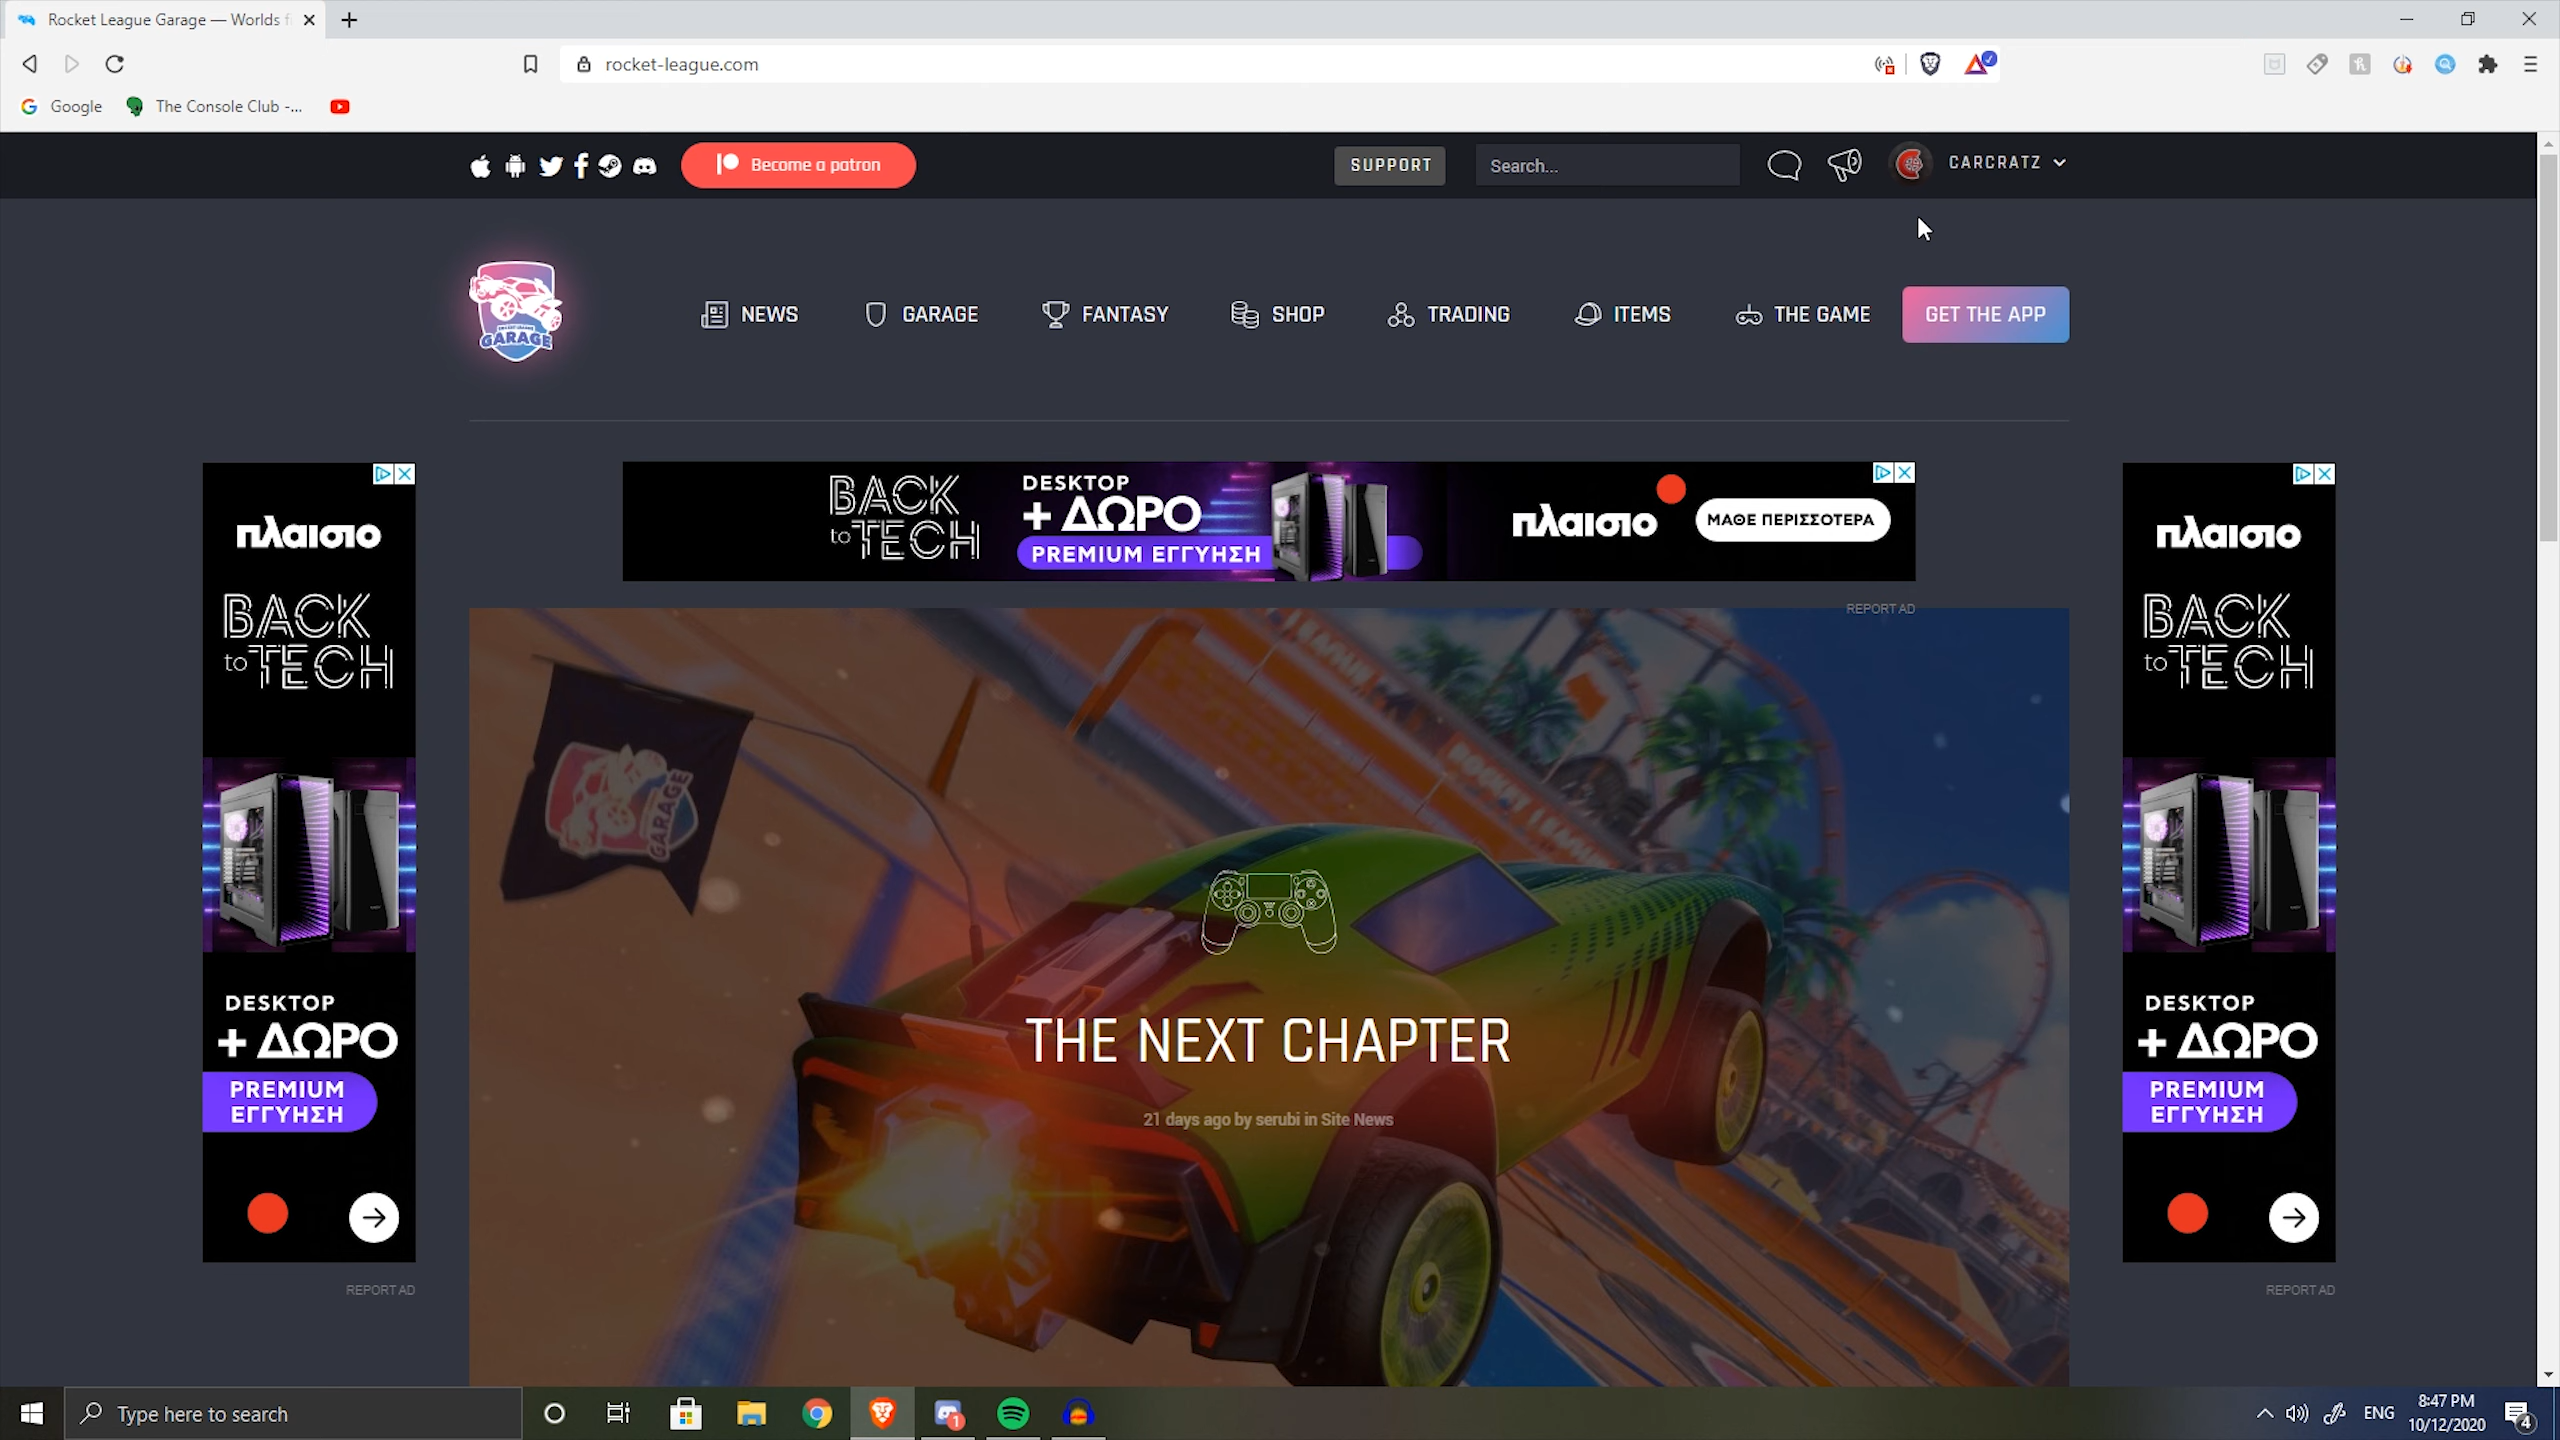 Rocket League Garage — Worlds f
rocket-league.com
Google
The Console Club -...
Become a patron
SUPPORT
Search...
CARCRATZ
GARAGE
NEWS
GARAGE
FANTASY
SHOP
TRADING
ITEMS
THE GAME
GET THE APP
πλαισιο
BACK
to TECH
DESKTOP
+ ΔΩΡΟ
PREMIUM
ΕΓΓΥΗΣΗ
REPORT AD
BACK
to TECH
DESKTOP
+ ΔΩΡΟ
PREMIUM ΕΓΓΥΗΣΗ
πλαισιο
ΜΑΘΕ ΠΕΡΙΣΣΟΤΕΡΑ
REPORT AD
GARAGE
THE NEXT CHAPTER
21 days ago by serubi in Site News
πλαισιο
BACK
to TECH
DESKTOP
+ ΔΩΡΟ
PREMIUM
ΕΓΓΥΗΣΗ
REPORT AD
Type here to search
1
ENG
8:47 PM
10/12/2020
4